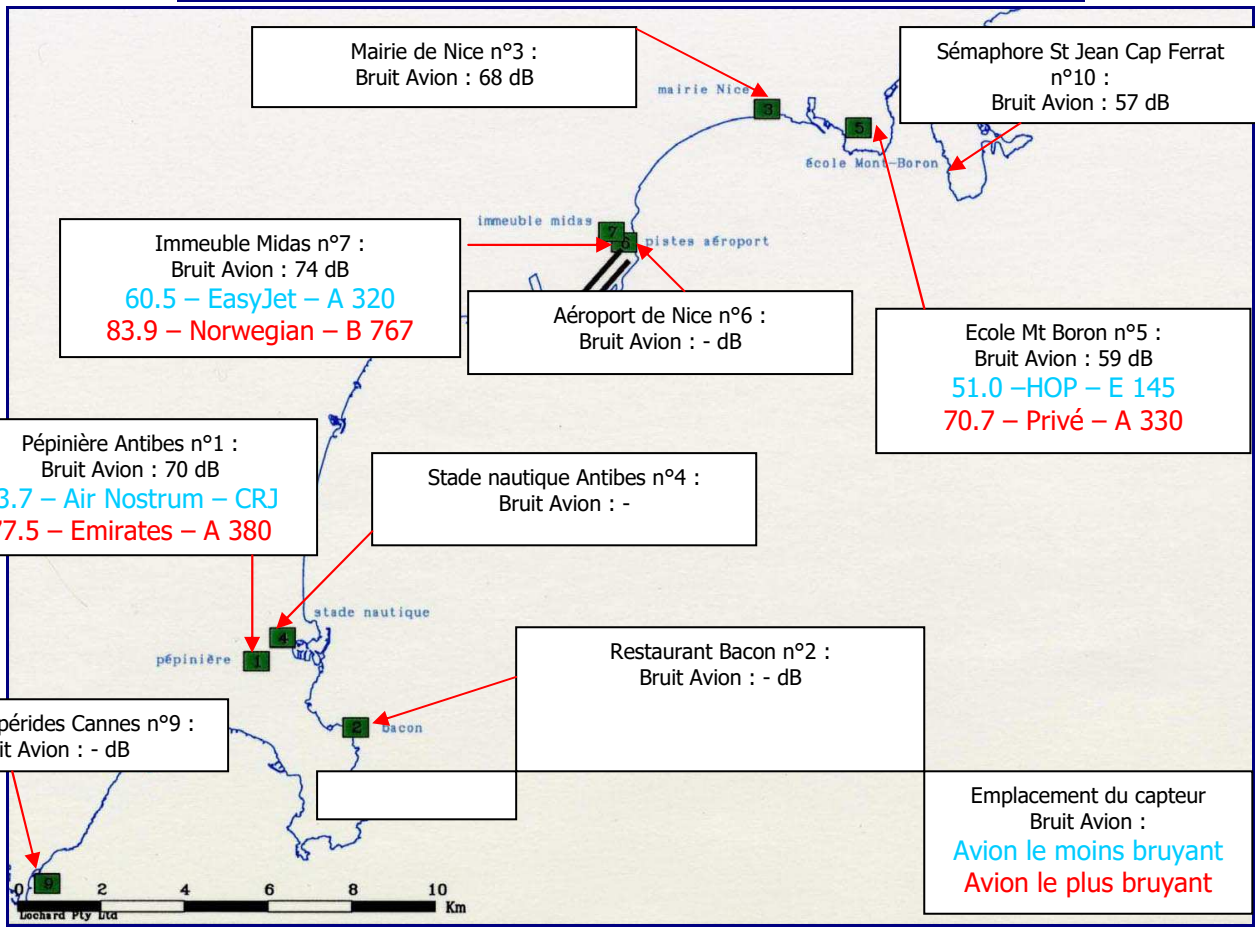 Mairie de Nice n°3 :
Bruit Avion : 68 dB
Sémaphore St Jean Cap Ferrat
n°10 :
Bruit Avion : 57 dB
mairie Nice
3
5
école Mont-Boron
immeuble midas
7
6
pistes aéroport
Immeuble Midas n°7 :
Bruit Avion : 74 dB
60.5 – EasyJet – A 320
83.9 – Norwegian – B 767
Aéroport de Nice n°6 :
Bruit Avion : - dB
Ecole Mt Boron n°5 :
Bruit Avion : 59 dB
51.0 –HOP – E 145
70.7 – Privé – A 330
Pépinière Antibes n°1 :
Bruit Avion : 70 dB
3.7 – Air Nostrum – CRJ
77.5 – Emirates – A 380
Stade nautique Antibes n°4 :
Bruit Avion : -
stade nautique
4
pépinière
1
Restaurant Bacon n°2 :
Bruit Avion : - dB
2
bacon
pérides Cannes n°9 :
it Avion : - dB
Emplacement du capteur
Bruit Avion :
Avion le moins bruyant
Avion le plus bruyant
9
0 2 4 6 8 10
Km
Lochard Pty Ltd